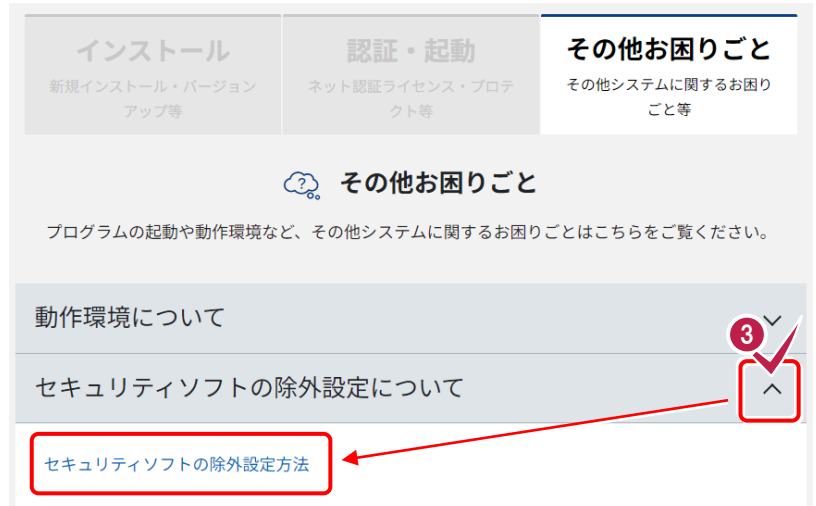 インストール
新規インストール・バージョン
アップ等
認証・起動
ネット認証ライセンス・プロテ
クト等
その他お困りごと
その他システムに関するお困り
ごと等
?
その他お困りごと
プログラムの起動や動作環境など、その他システムに関するお困りごとはこちらをご覧ください。
動作環境について
3
セキュリティソフトの除外設定について
セキュリティソフトの除外設定方法